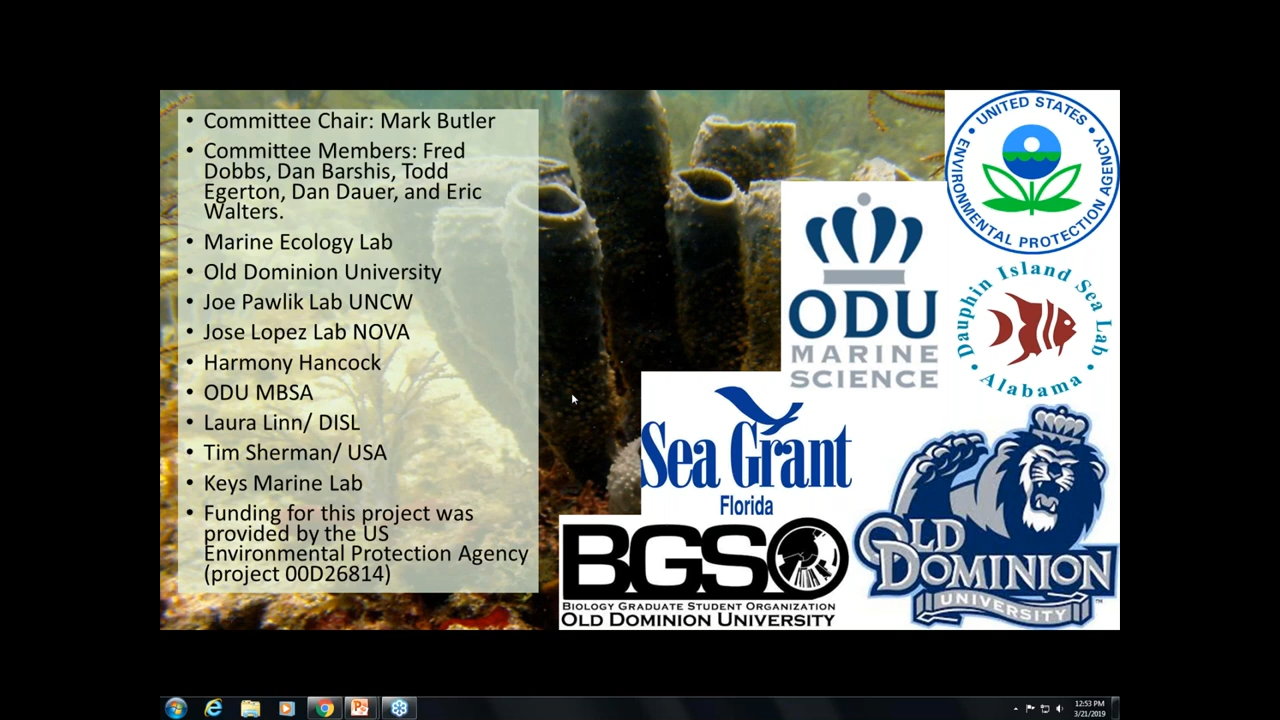 • Committee Chair: Mark Butler
• Committee Members: Fred
Dobbs, Dan Barshis, Todd
Egerton, Dan Dauer, and Eric
Walters.
• Marine Ecology Lab
• Old Dominion University
• Joe Pawlik Lab UNCW
• Jose Lopez Lab NOVA
• Harmony Hancock
• ODU MBSA
• Laura Linn/ DISL
• Tim Sherman/ USA
• Keys Marine Lab
• Funding for this project was
provided by the US
Environmental Protection Agency
(project 00D26814)
UNITED STATES
ENVIRONMENTAL PROTECTION AGENCY
ODU
MARINE
SCIENCE
Dauphin Island Sea Lab
Alabama
Sea Grant
Florida
BGSO
BIOLOGY GRADUATE STUDENT ORGANIZATION
OLD DOMINION UNIVERSITY
OLD
DOMINION
UNIVERSITY
TM
12:53 PM
3/21/2019